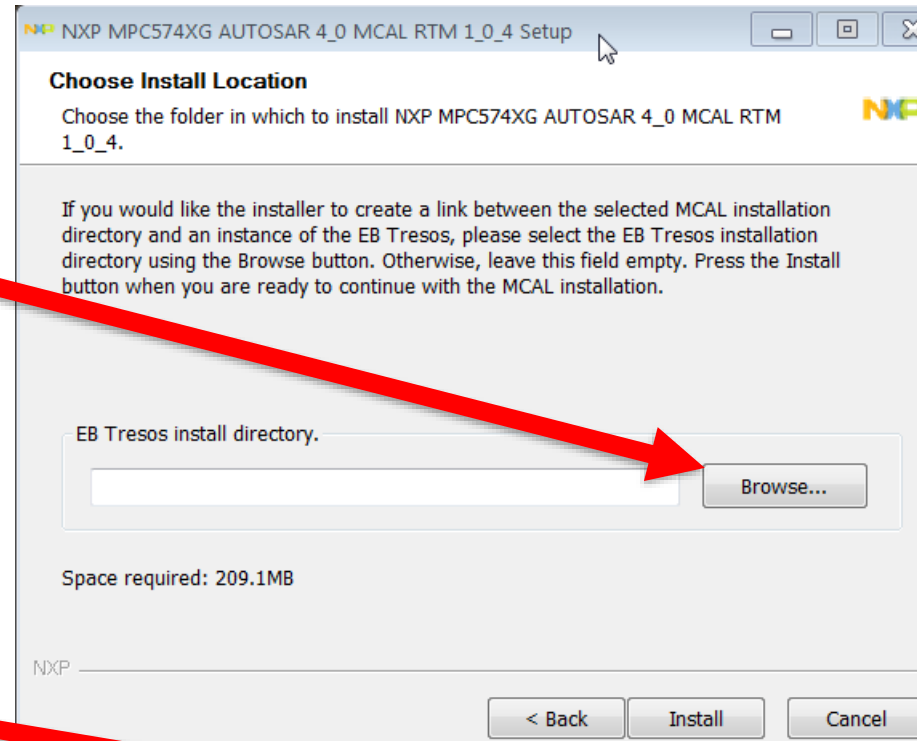 NXP NXP MPC574XG AUTOSAR 4_0 MCAL RTM 1_0_4 Setup
Choose Install Location
Choose the folder in which to install NXP MPC574XG AUTOSAR 4_0 MCAL RTM
1_0_4.
NXP
If you would like the installer to create a link between the selected MCAL installation
directory and an instance of the EB Tresos, please select the EB Tresos installation
directory using the Browse button. Otherwise, leave this field empty. Press the Install
button when you are ready to continue with the MCAL installation.
EB Tresos install directory.
Browse...
Space required: 209.1MB
NXP
< Back Install Cancel